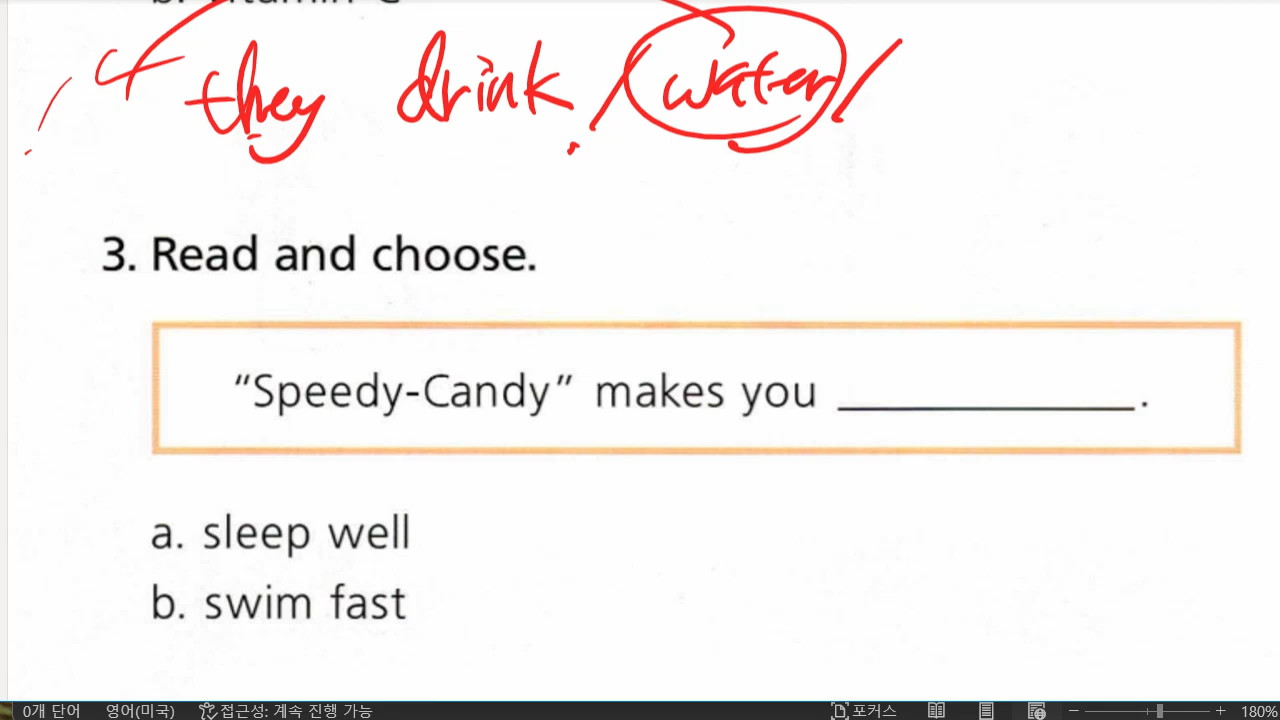 they drink / water /
3. Read and choose.
“Speedy-Candy” makes you ____________.
a. sleep well
b. swim fast
0개 단어 영어(미국) 접근성: 계속 진행 가능 포커스 180%